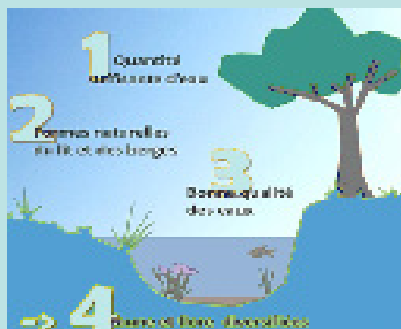 1 Quantité
suffisante d'eau
2 Formes naturelles
du lit et des berges
3
Bonne qualité
des eaux
4 Faune et flore diversifiées